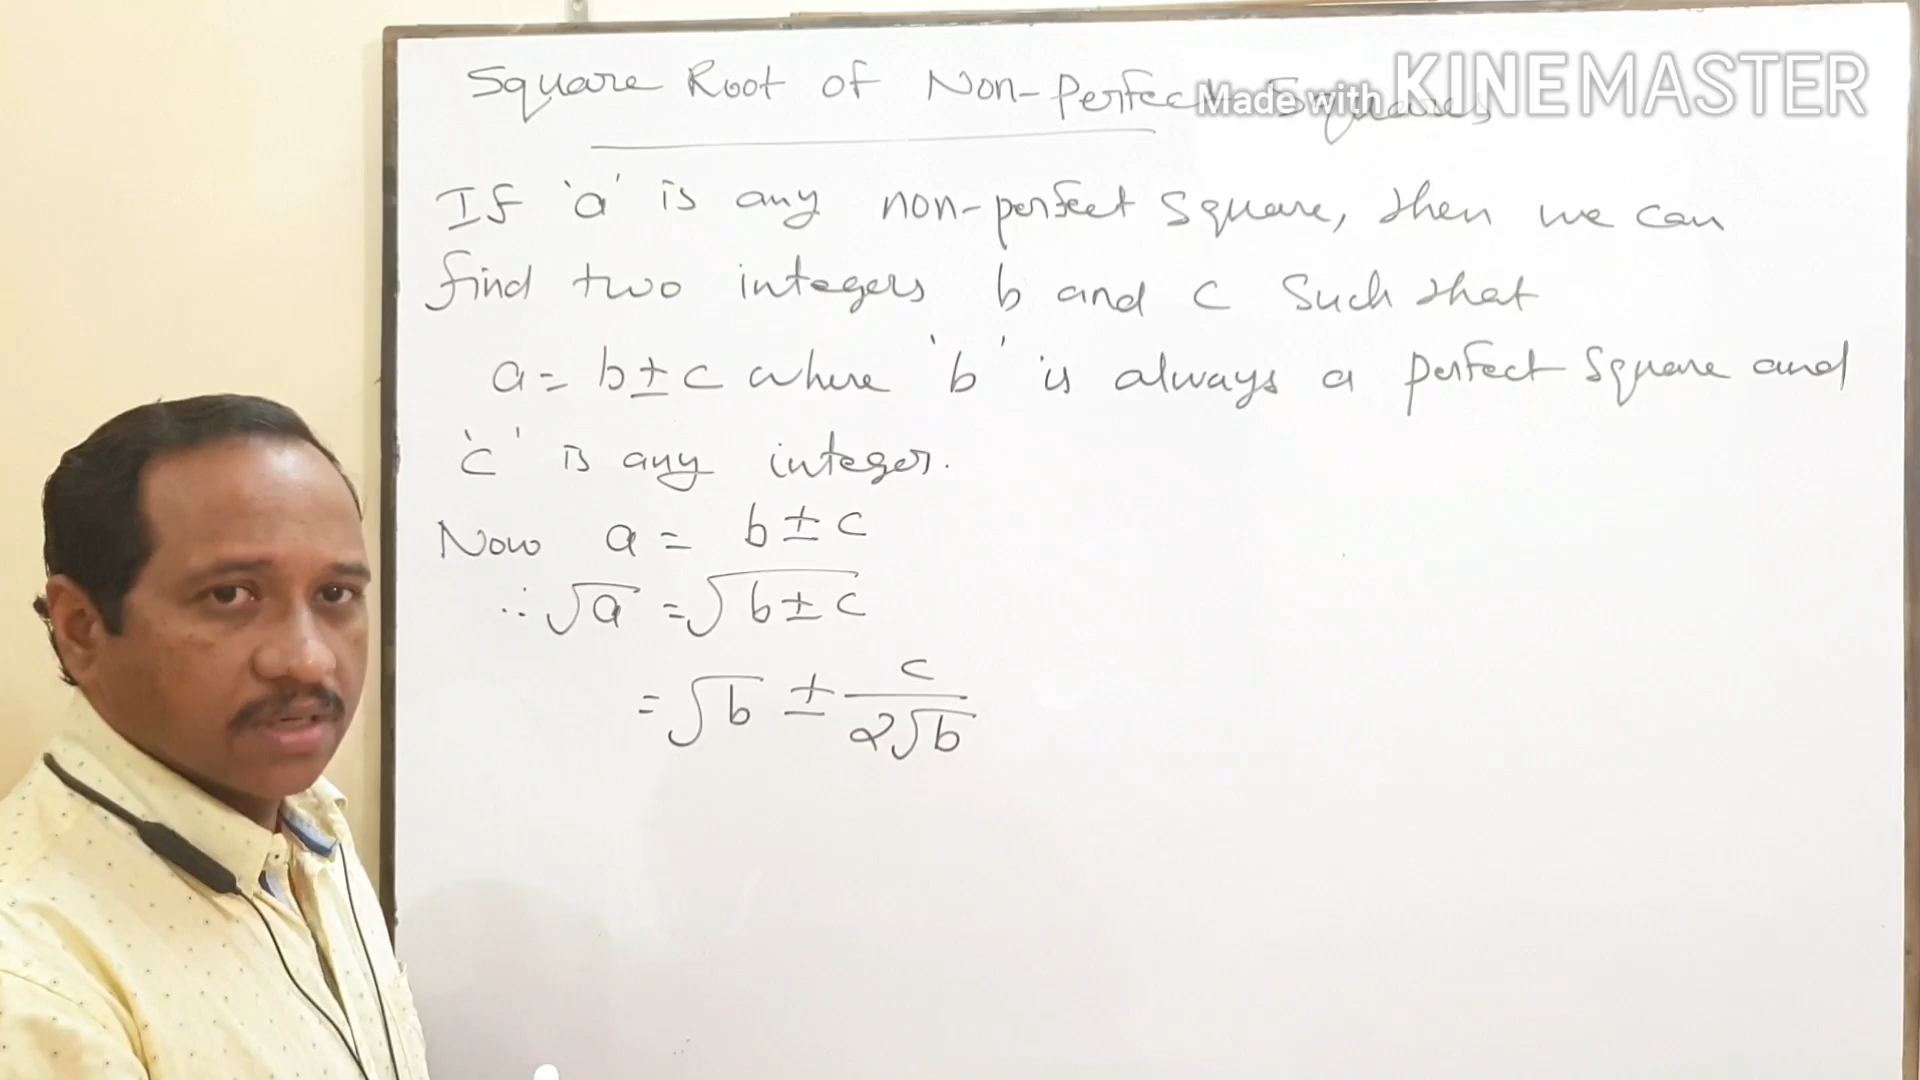 Square Root of Non-Perfect Squares
Made with KINEMASTER
If 'a' is any non-perfect square, then we can
find two integers b and c such that
a = b ± c where 'b' is always a perfect square and
'c' is any integer.
Now a = b ± c
∴ √a = √(b ± c)
= √b ± c/(2√b)